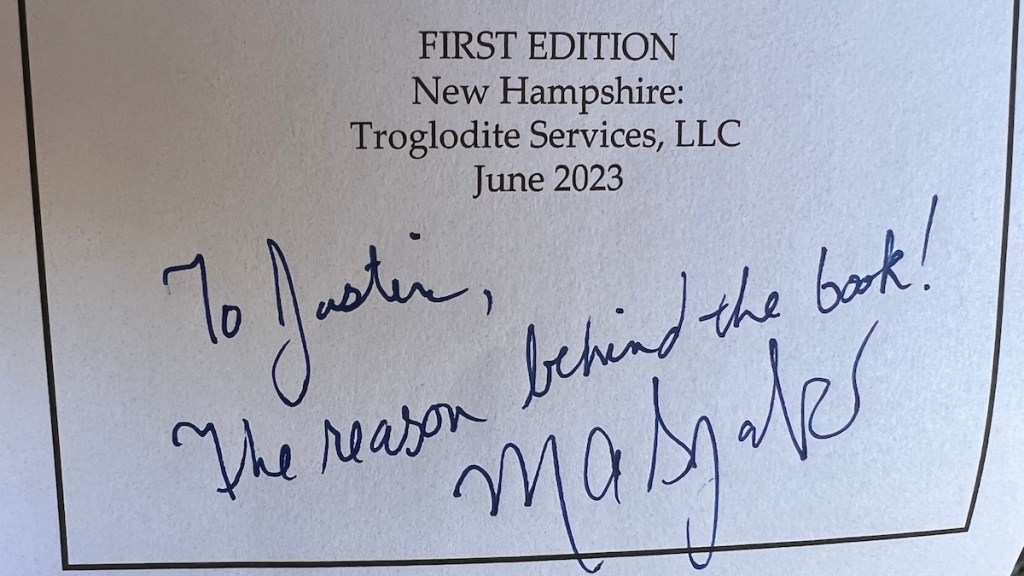 FIRST EDITION
New Hampshire:
Troglodite Services, LLC
June 2023
To Justin,
The reason behind the book!